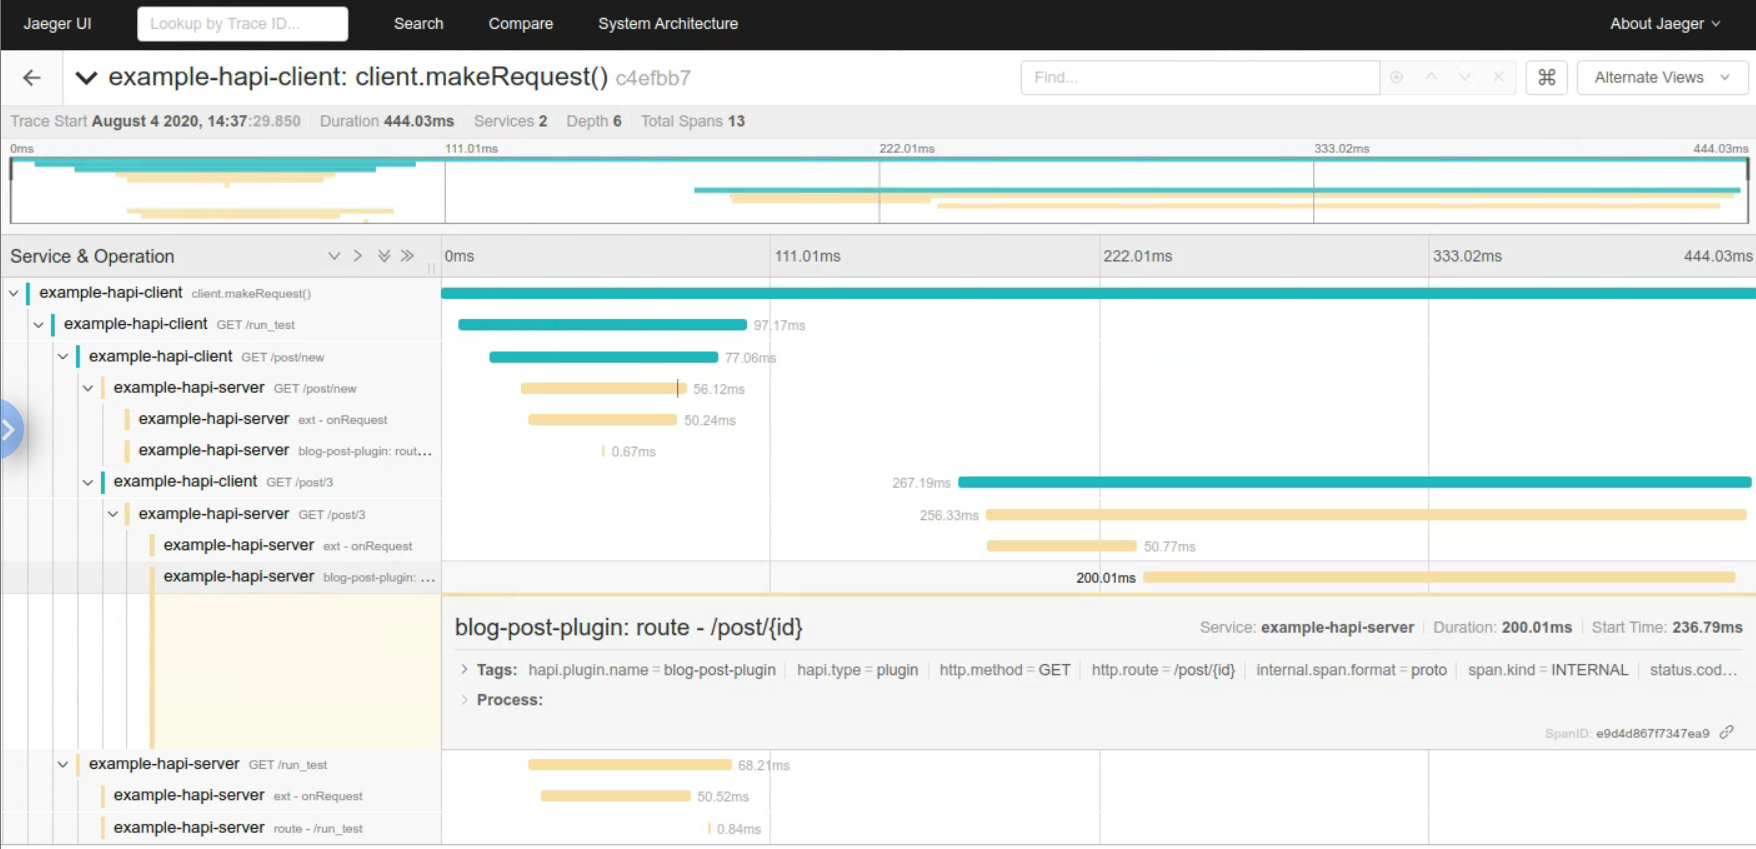 Jaeger UI Lookup by Trace ID... Search Compare System Architecture About Jaeger
example-hapi-client: client.makeRequest() c4efbb7 Find... ⌘ Alternate Views
Trace Start August 4 2020, 14:37:29.850 Duration 444.03ms Services 2 Depth 6 Total Spans 13
0ms 111.01ms 222.01ms 333.02ms 444.03ms
Service & Operation 0ms 111.01ms 222.01ms 333.02ms 444.03ms
example-hapi-client client.makeRequest()
example-hapi-client GET /run_test 97.17ms
example-hapi-client GET /post/new 77.06ms
example-hapi-server GET /post/new 56.12ms
example-hapi-server ext - onRequest 50.24ms
example-hapi-server blog-post-plugin: rout... 0.67ms
example-hapi-client GET /post/3 267.19ms
example-hapi-server GET /post/3 256.33ms
example-hapi-server ext - onRequest 50.77ms
example-hapi-server blog-post-plugin: ... 200.01ms
blog-post-plugin: route - /post/{id} Service: example-hapi-server Duration: 200.01ms Start Time: 236.79ms
Tags: hapi.plugin.name = blog-post-plugin hapi.type = plugin http.method = GET http.route = /post/{id} internal.span.format = proto span.kind = INTERNAL status.cod...
Process:
SpanID: e9d4d867f7347ea9
example-hapi-server GET /run_test 68.21ms
example-hapi-server ext - onRequest 50.52ms
example-hapi-server route - /run_test 0.84ms